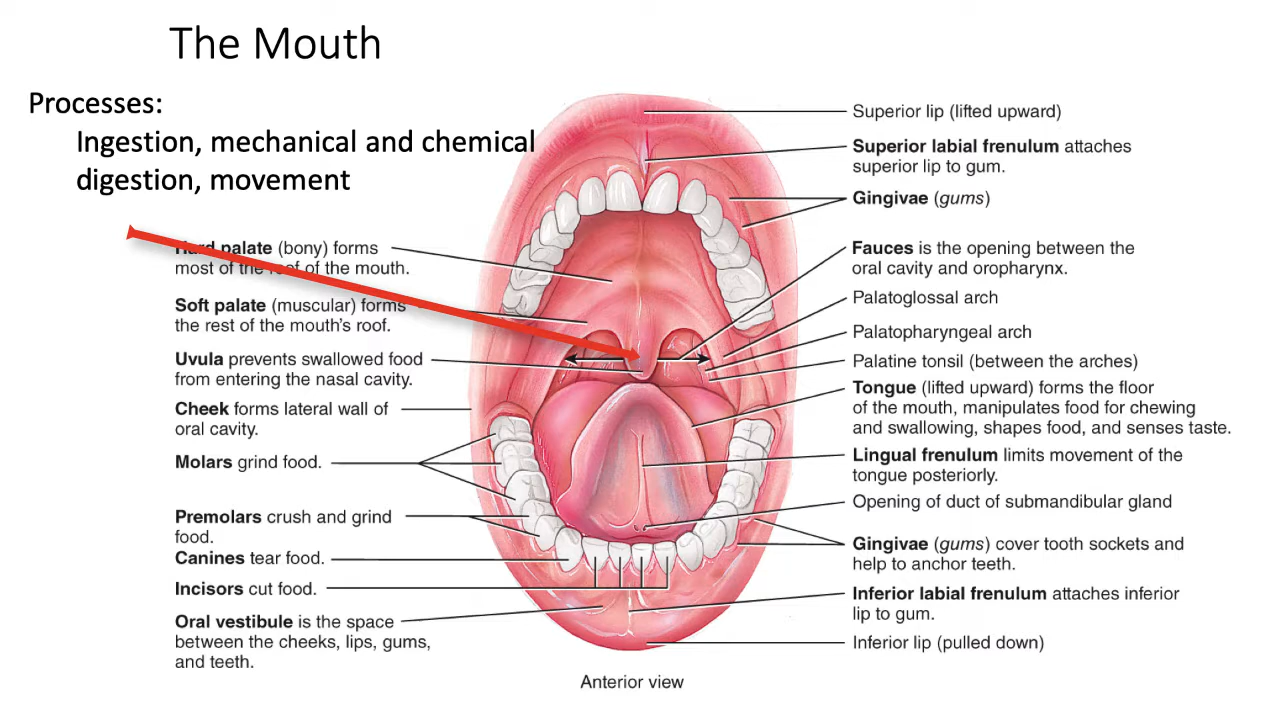 The Mouth
Processes:
Ingestion, mechanical and chemical
digestion, movement
Hard palate (bony) forms
most of the roof of the mouth.
Soft palate (muscular) forms
the rest of the mouth's roof.
Uvula prevents swallowed food
from entering the nasal cavity.
Cheek forms lateral wall of
oral cavity.
Molars grind food.
Premolars crush and grind
food.
Canines tear food.
Incisors cut food.
Oral vestibule is the space
between the cheeks, lips, gums,
and teeth.
Superior lip (lifted upward)
Superior labial frenulum attaches
superior lip to gum.
Gingivae (gums)
Fauces is the opening between the
oral cavity and oropharynx.
Palatoglossal arch
Palatopharyngeal arch
Palatine tonsil (between the arches)
Tongue (lifted upward) forms the floor
of the mouth, manipulates food for chewing
and swallowing, shapes food, and senses taste.
Lingual frenulum limits movement of the
tongue posteriorly.
Opening of duct of submandibular gland
Gingivae (gums) cover tooth sockets and
help to anchor teeth.
Inferior labial frenulum attaches inferior
lip to gum.
Inferior lip (pulled down)
Anterior view